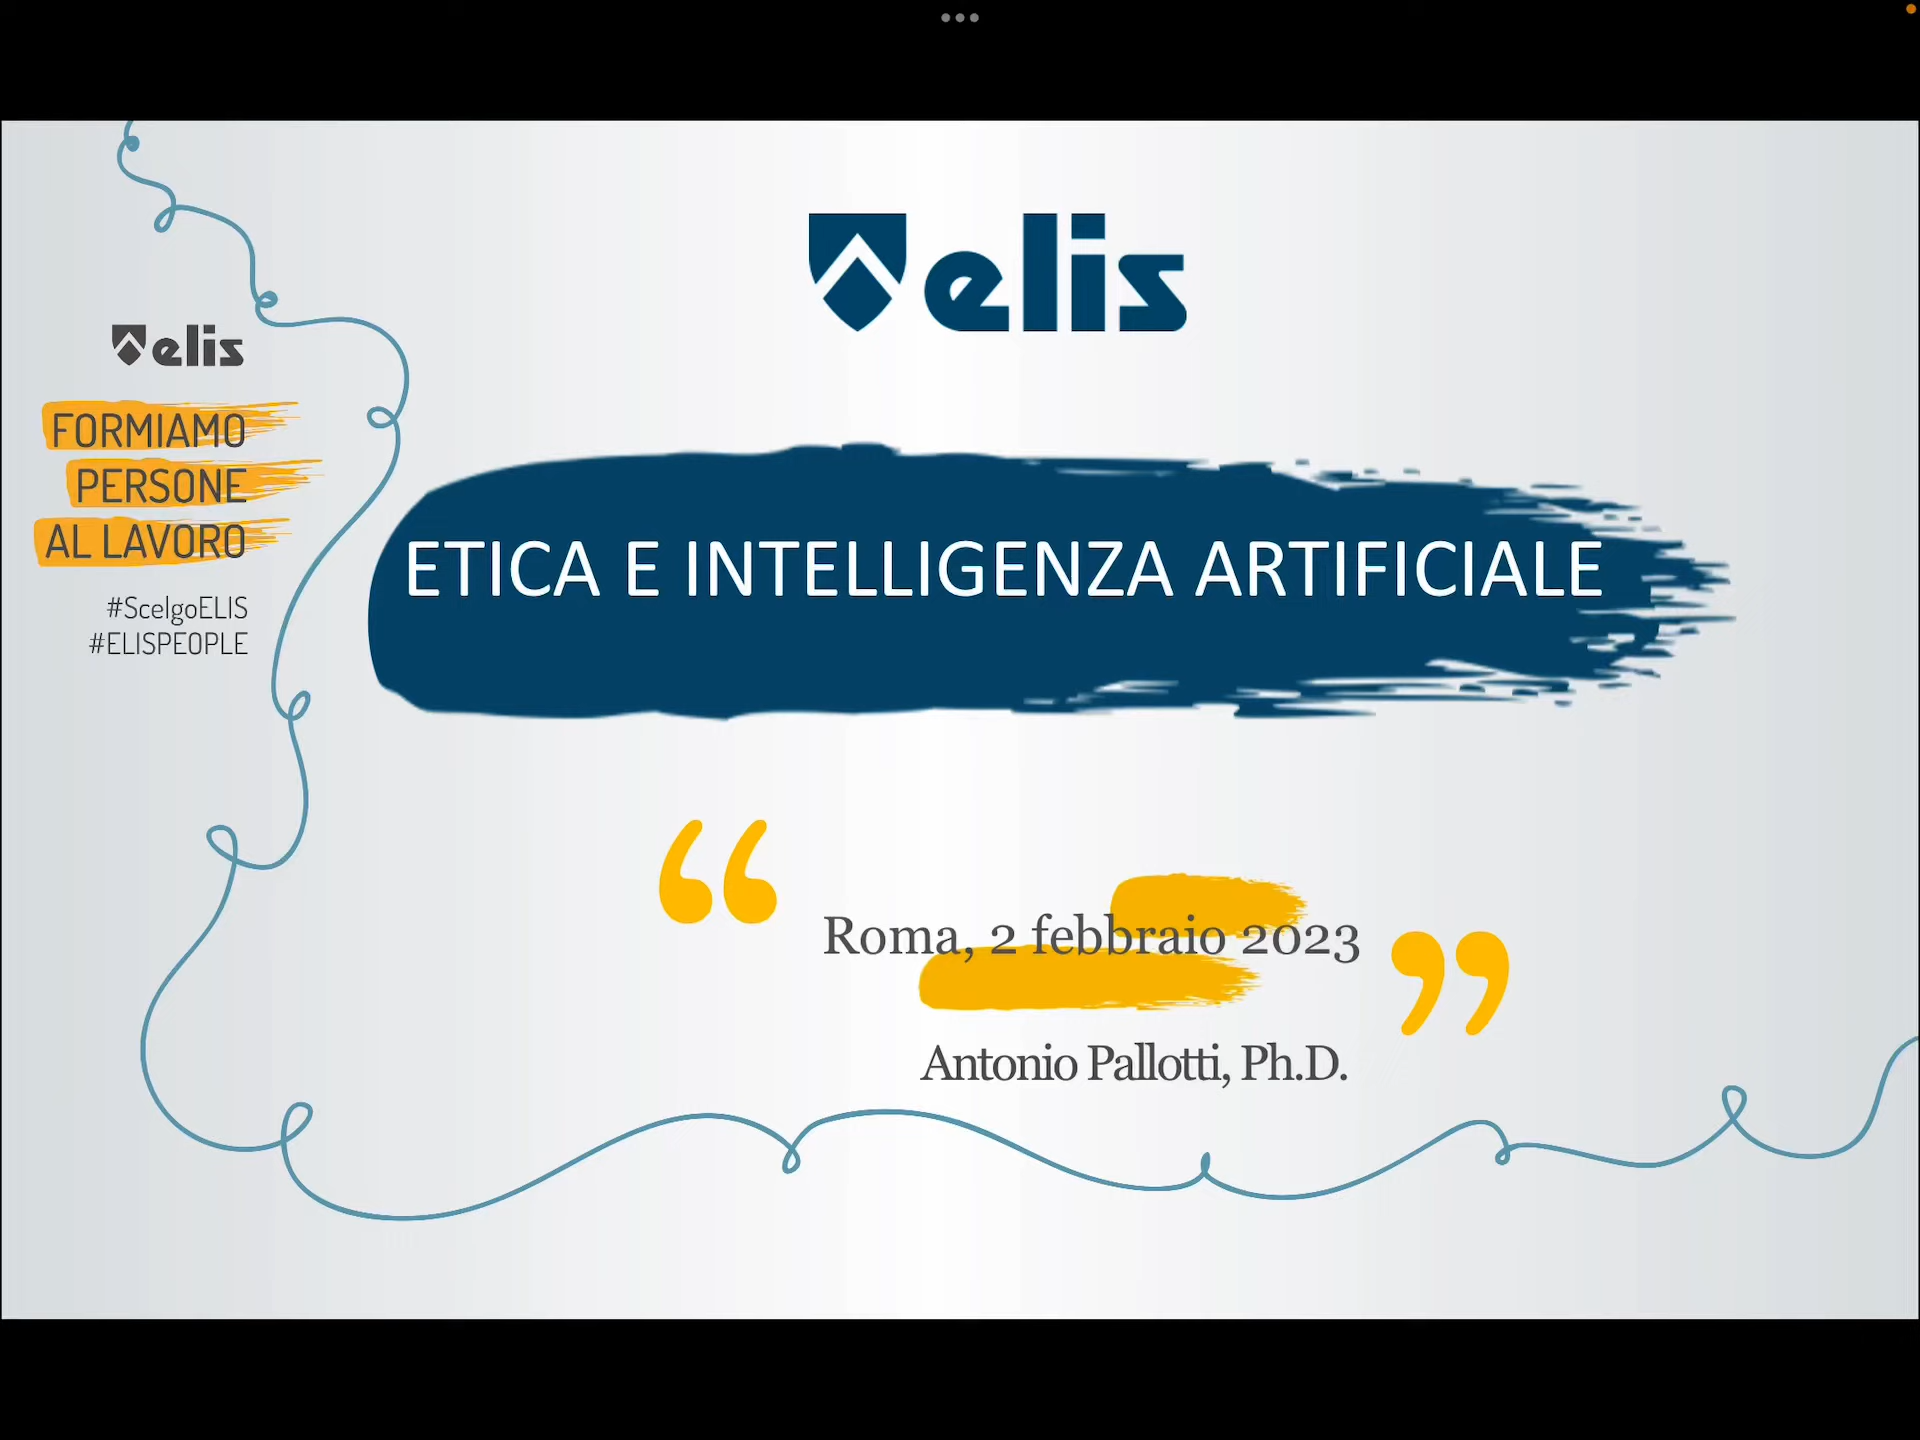 elis
elis
FORMIAMO
PERSONE
AL LAVORO
#ScelgoELIS
#ELISPEOPLE
ETICA E INTELLIGENZA ARTIFICIALE
“
Roma, 2 febbraio 2023
”
Antonio Pallotti, Ph.D.